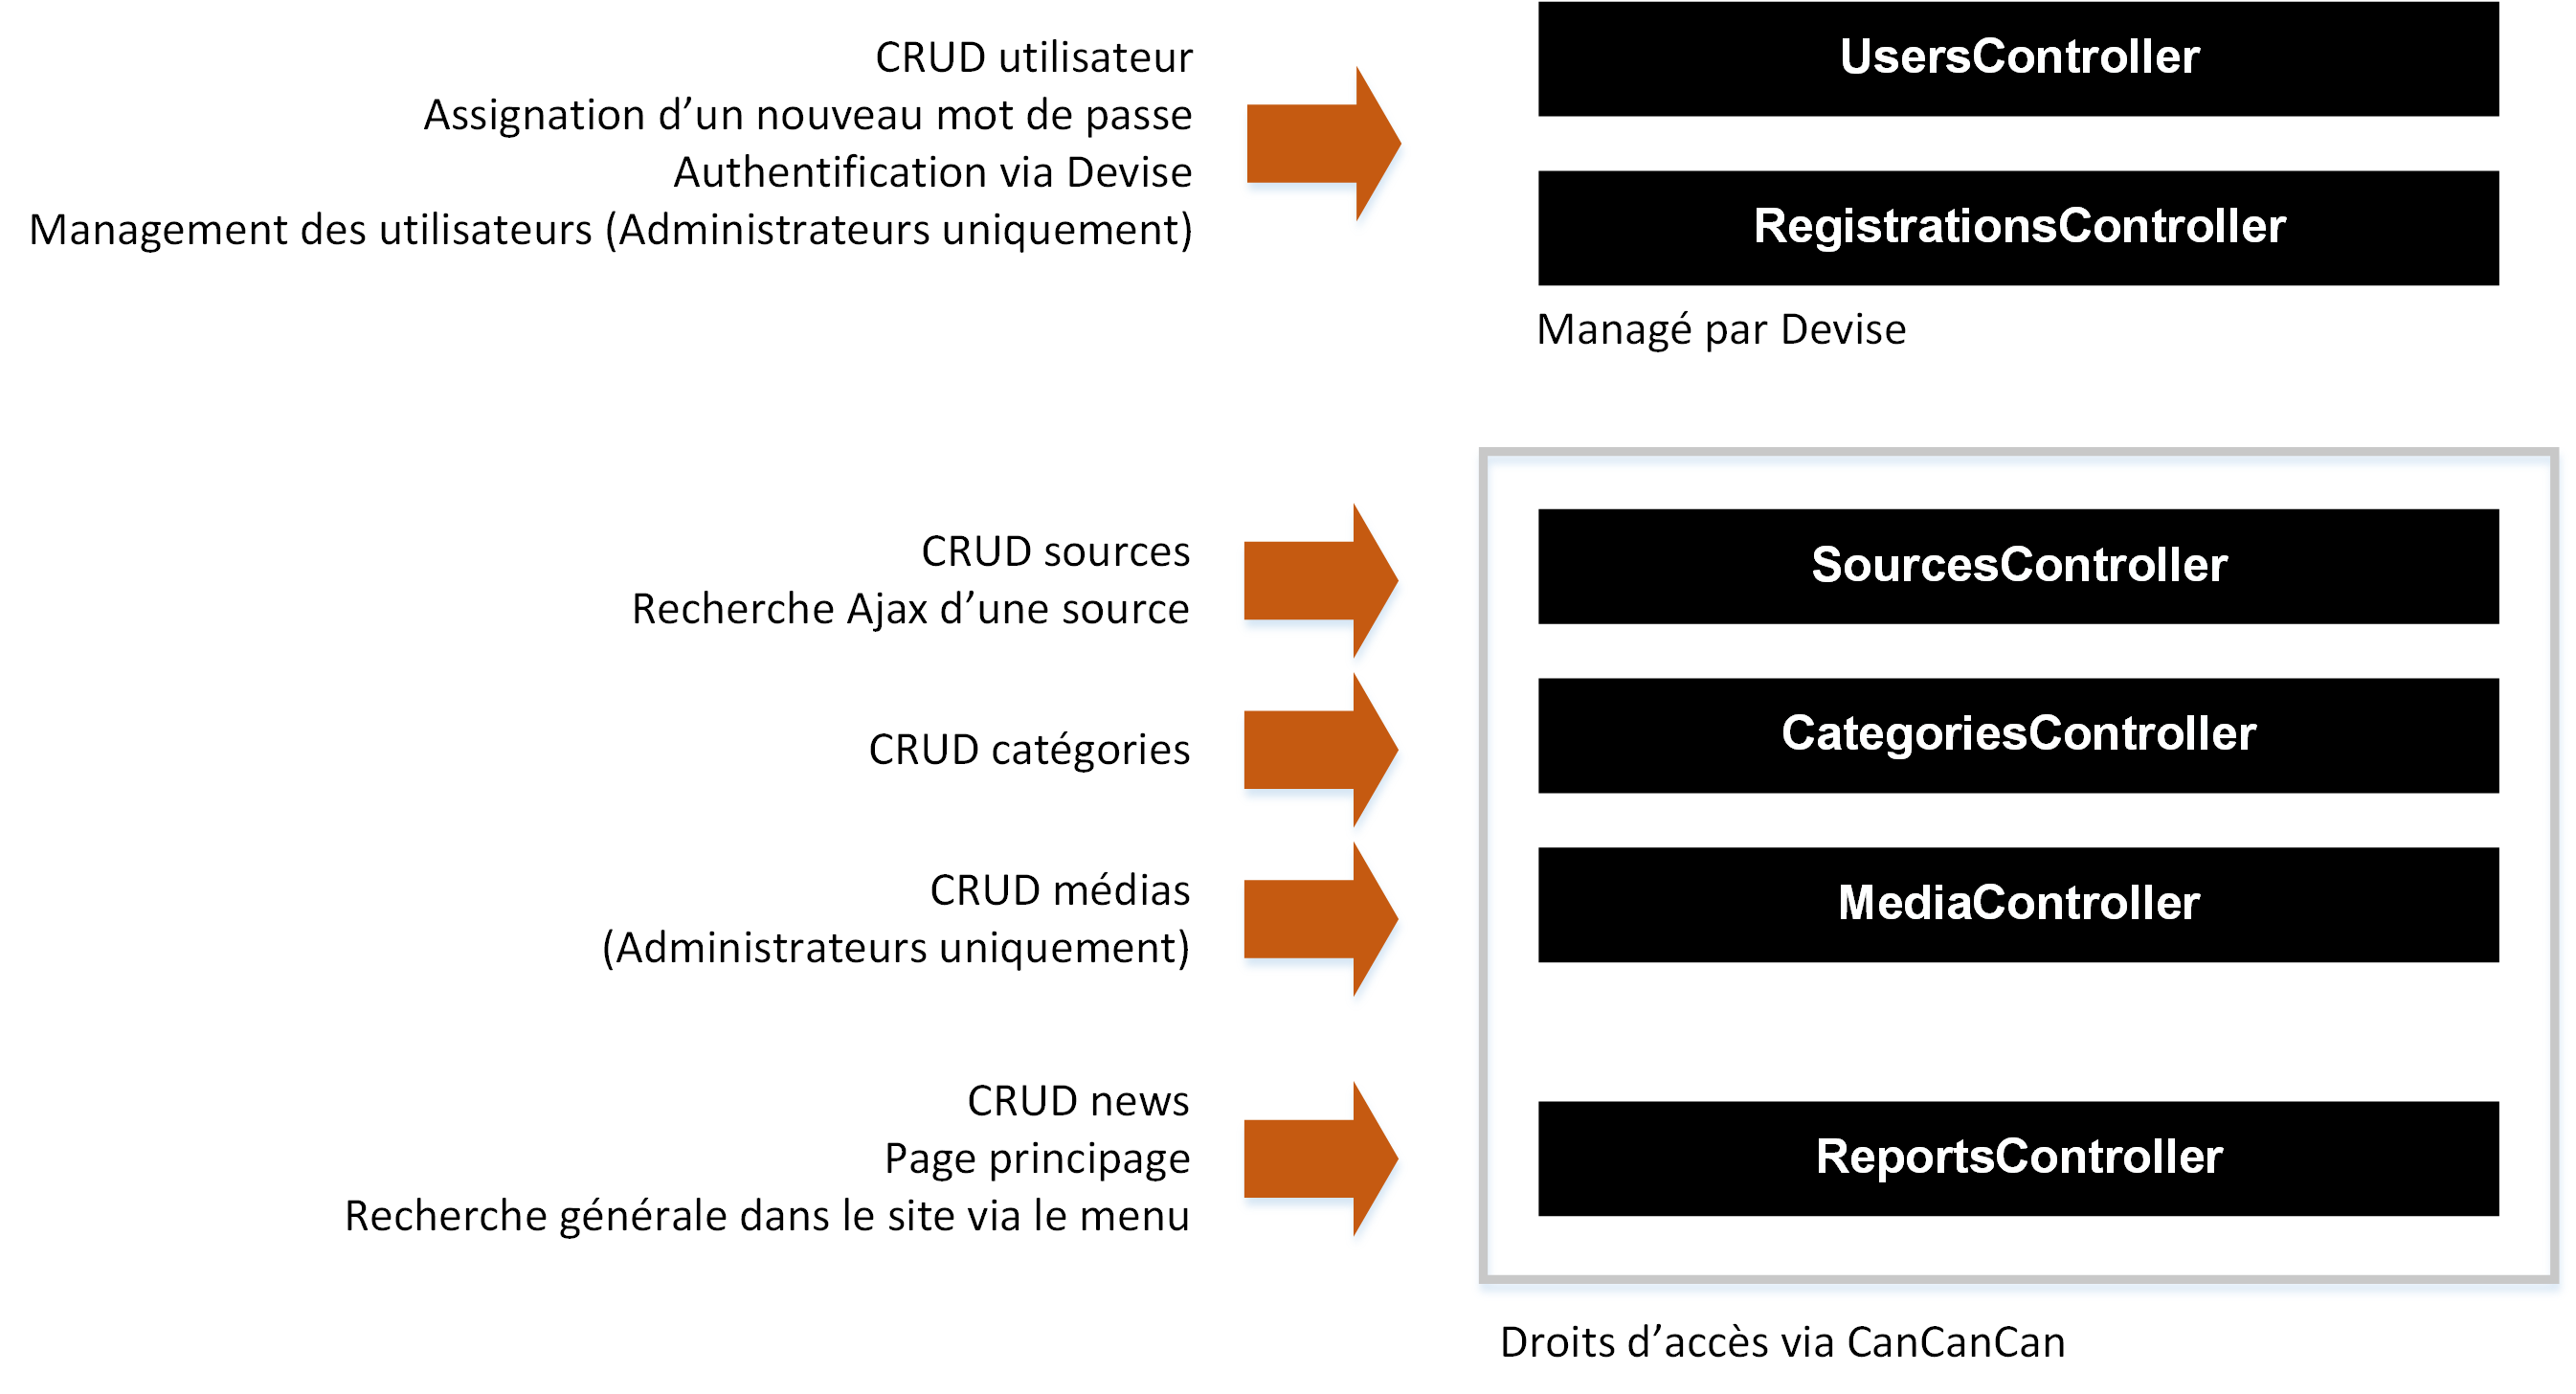 CRUD utilisateur
Assignation d’un nouveau mot de passe
Authentification via Devise
Management des utilisateurs (Administrateurs uniquement)
UsersController
RegistrationsController
Managé par Devise
CRUD sources
Recherche Ajax d’une source
SourcesController
CRUD catégories
CategoriesController
CRUD médias
(Administrateurs uniquement)
MediaController
CRUD news
Page principage
Recherche générale dans le site via le menu
ReportsController
Droits d’accès via CanCanCan